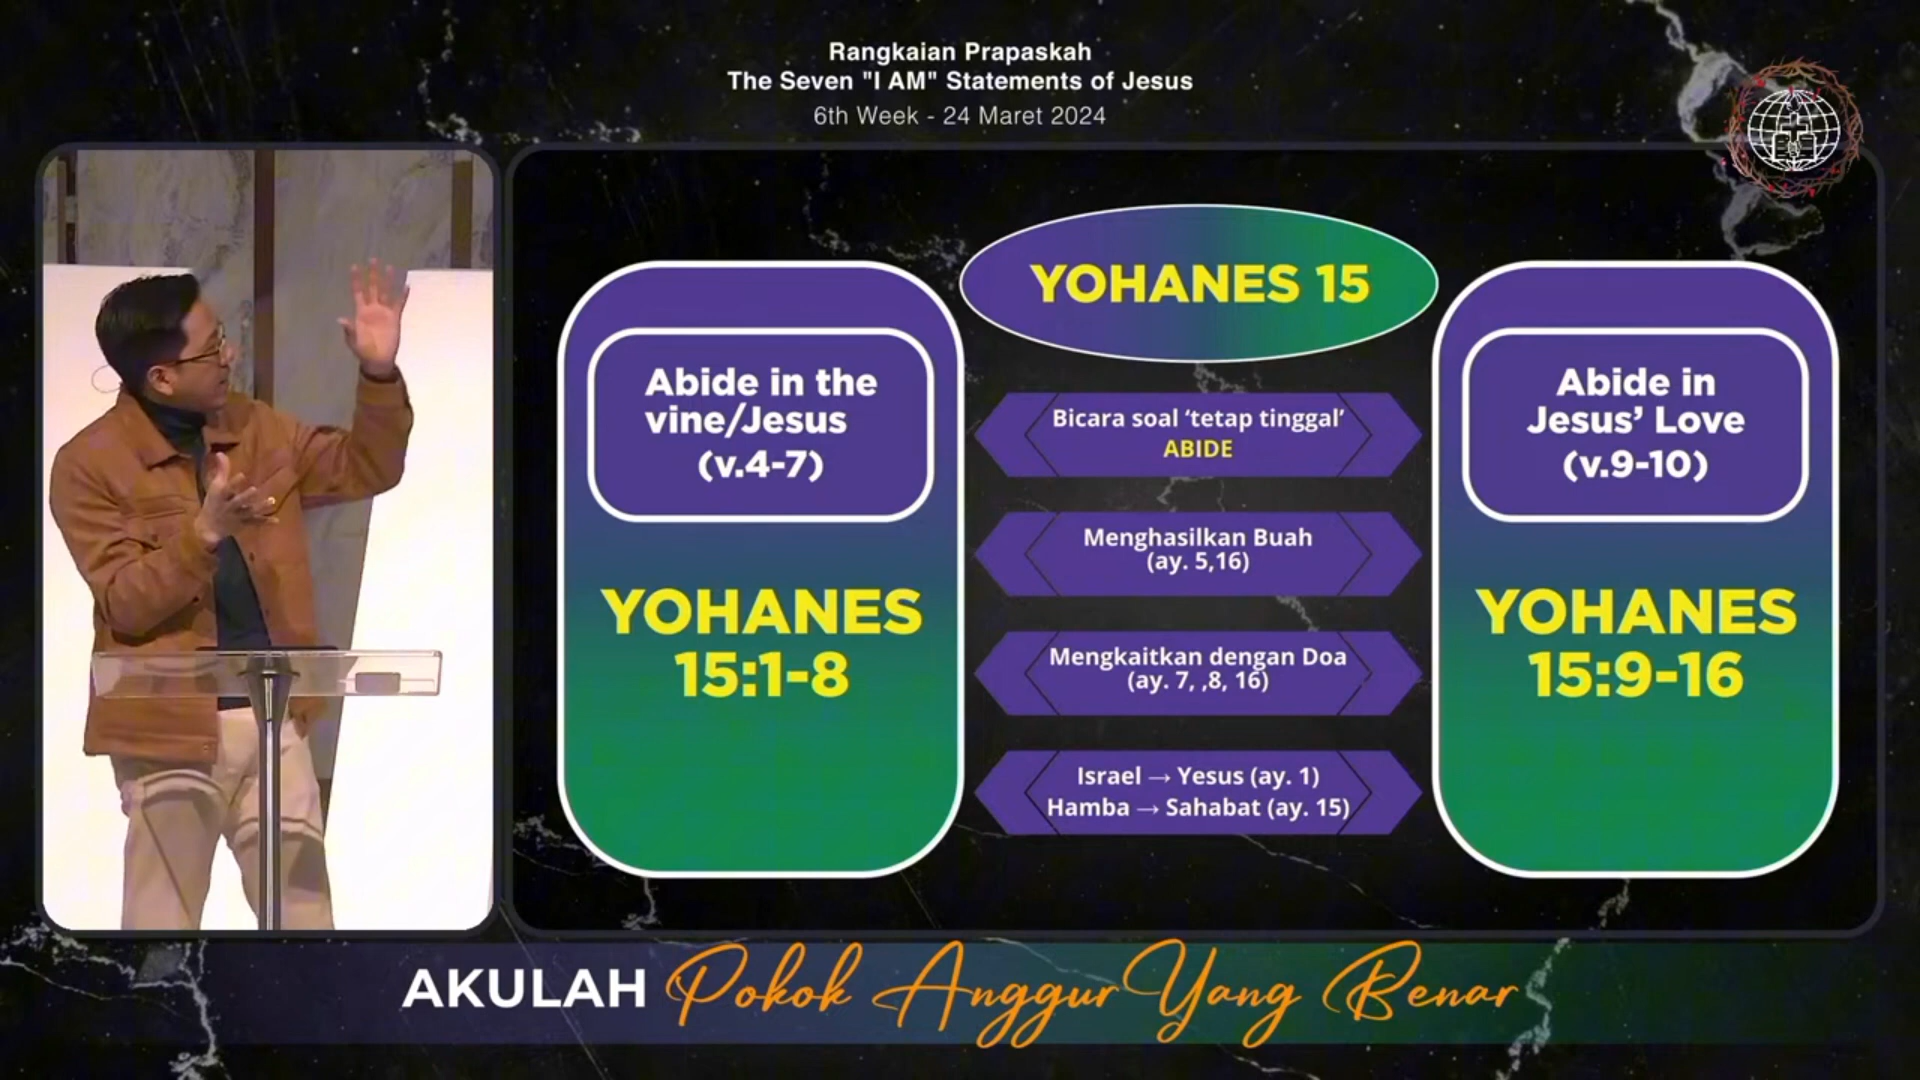 Rangkaian Prapaskah
The Seven "I AM" Statements of Jesus
6th Week - 24 Maret 2024
YOHANES 15
Abide in the
vine/Jesus
(v.4-7)
YOHANES
15:1-8
Bicara soal ‘tetap tinggal’
ABIDE
Menghasilkan Buah
(ay. 5,16)
Mengkaitkan dengan Doa
(ay. 7, ,8, 16)
Israel → Yesus (ay. 1)
Hamba → Sahabat (ay. 15)
Abide in
Jesus’ Love
(v.9-10)
YOHANES
15:9-16
AKULAH Pokok Anggur Yang Benar